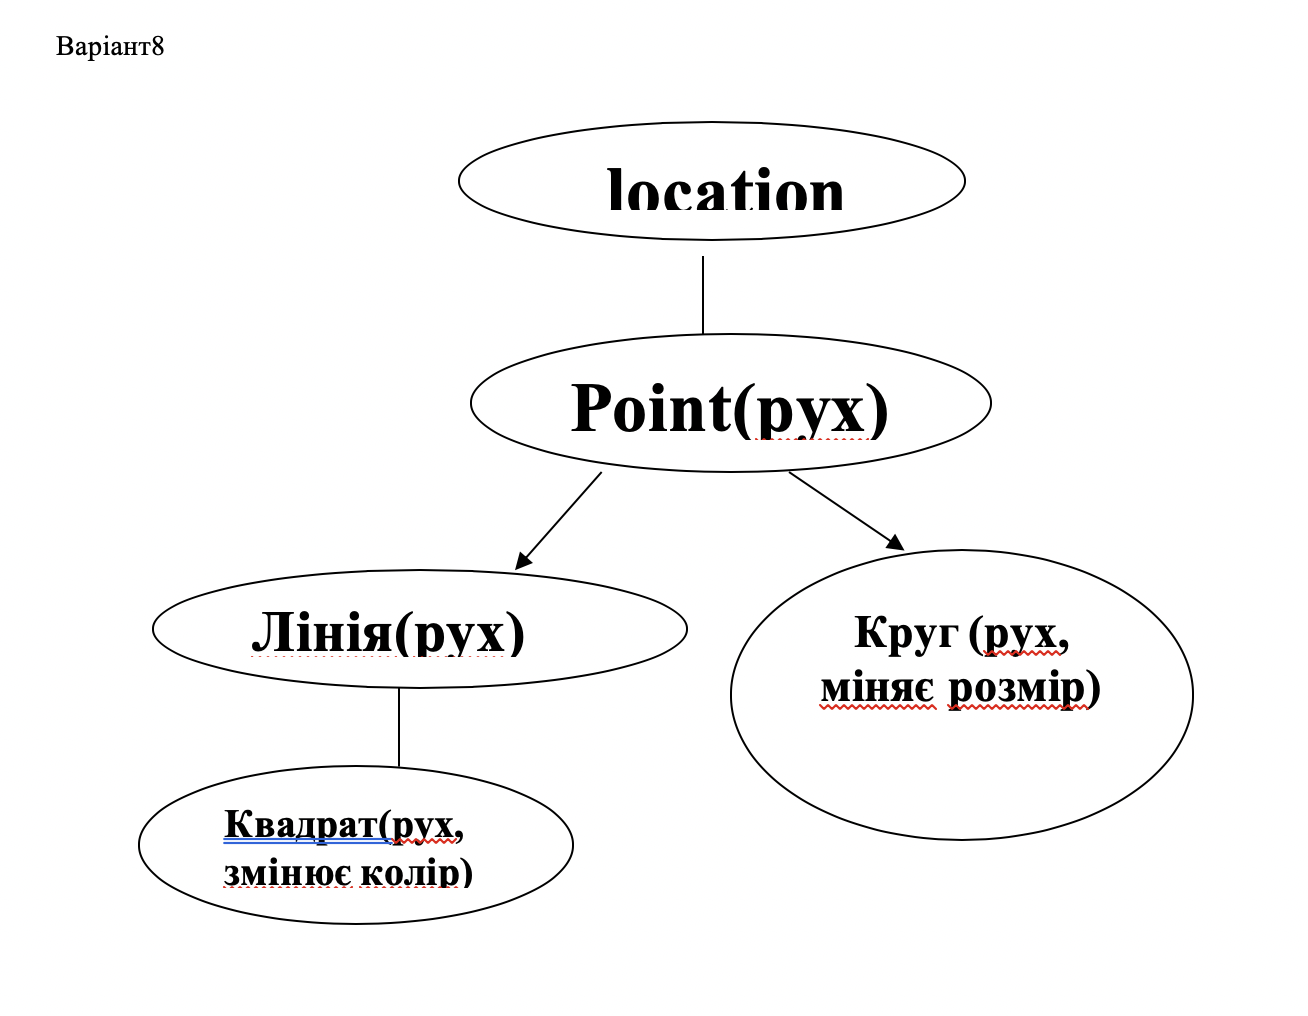 Варіант8
location
Point(рух)
Лінія(рух)
Круг (рух,
міняє розмір)
Квадрат(рух,
змінює колір)